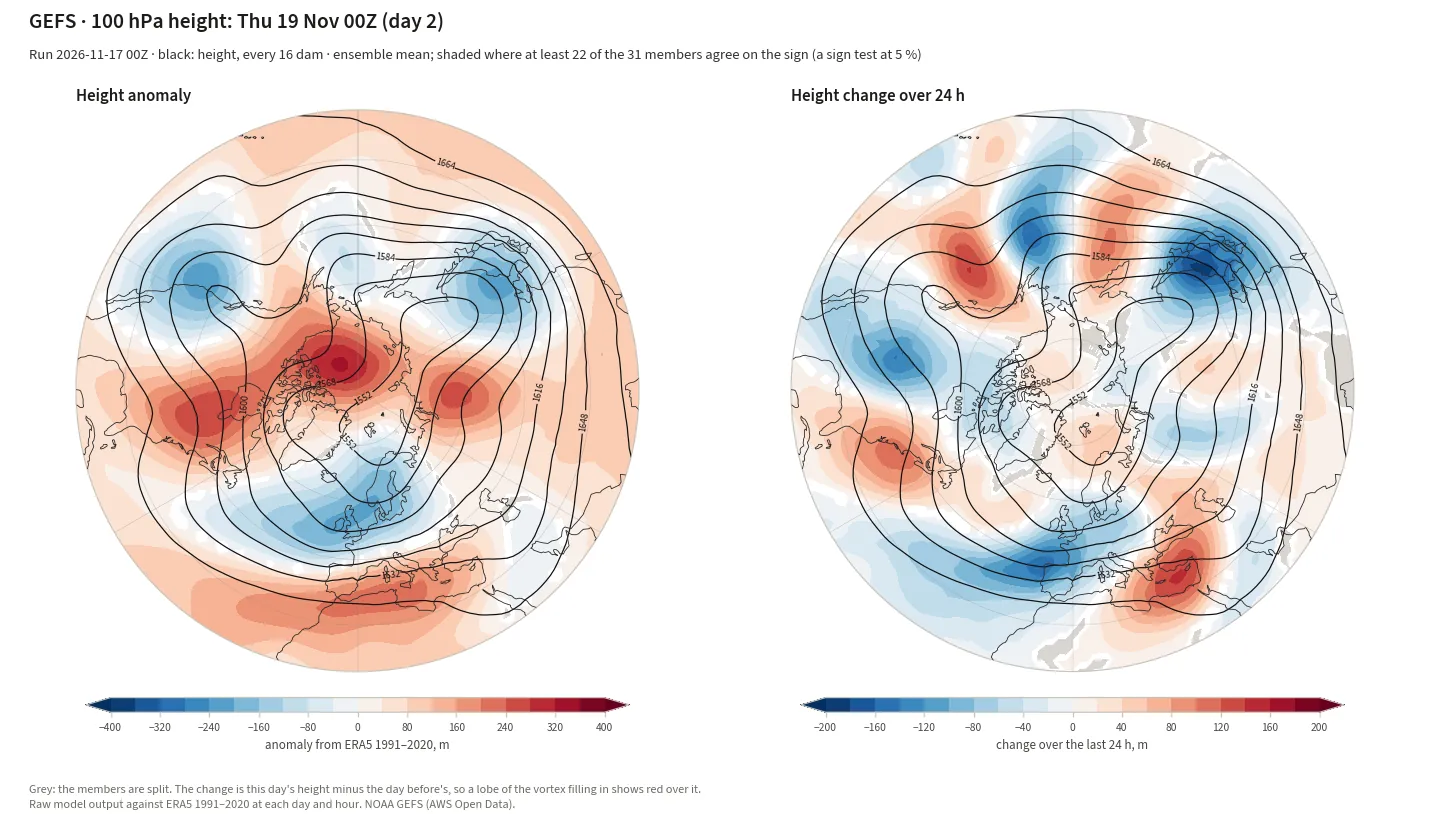 GEFS · 100 hPa height: Thu 19 Nov 00Z (day 2)
Run 2026-11-17 00Z · black: height, every 16 dam · ensemble mean; shaded where at least 22 of the 31 members agree on the sign (a sign test at 5 %)
Height anomaly
Height change over 24 h
1664
1584
1568
1552
1600
1552
1616
1648
1632
1664
1584
1568
1552
1600
1552
1616
1648
1632
−400 −320 −240 −160 −80 0 80 160 240 320 400
anomaly from ERA5 1991–2020, m
−200 −160 −120 −80 −40 0 40 80 120 160 200
change over the last 24 h, m
Grey: the members are split. The change is this day's height minus the day before's, so a lobe of the vortex filling in shows red over it.
Raw model output against ERA5 1991–2020 at each day and hour. NOAA GEFS (AWS Open Data).